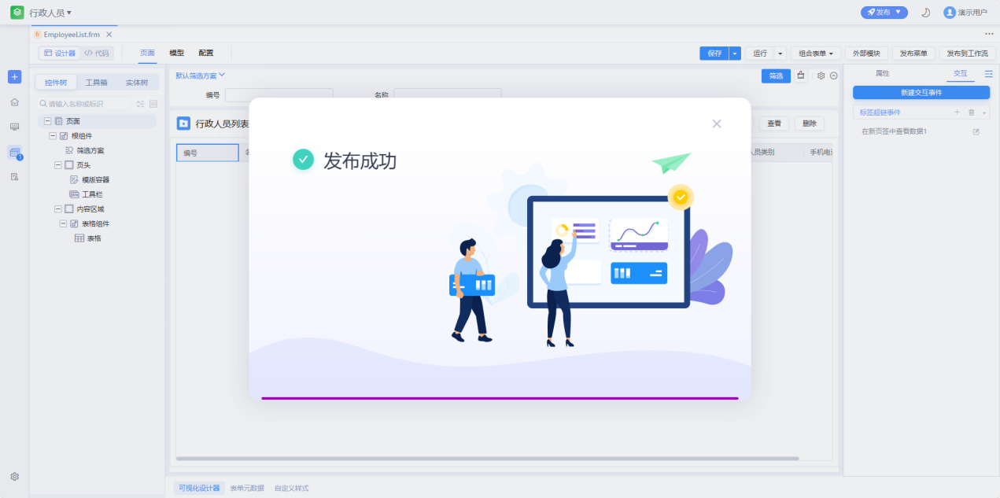 行政人员
发布
演示用户
EmployeeList.frm
设计器
代码
页面
模型
配置
保存
运行
组合表单
外部模块
发布菜单
发布到工作流
控件树
工具箱
实体树
请输入名称或标识
页面
根组件
筛选方案
页头
模版容器
工具栏
内容区域
表格组件
表格
默认筛选方案
筛选
编号
名称
行政人员列表
查看
删除
编号
人员类别
手机电话
发布成功
属性
交互
新建交互事件
标签超链事件
在新页签中查看数据1
1
可视化设计器
表单元数据
自定义样式